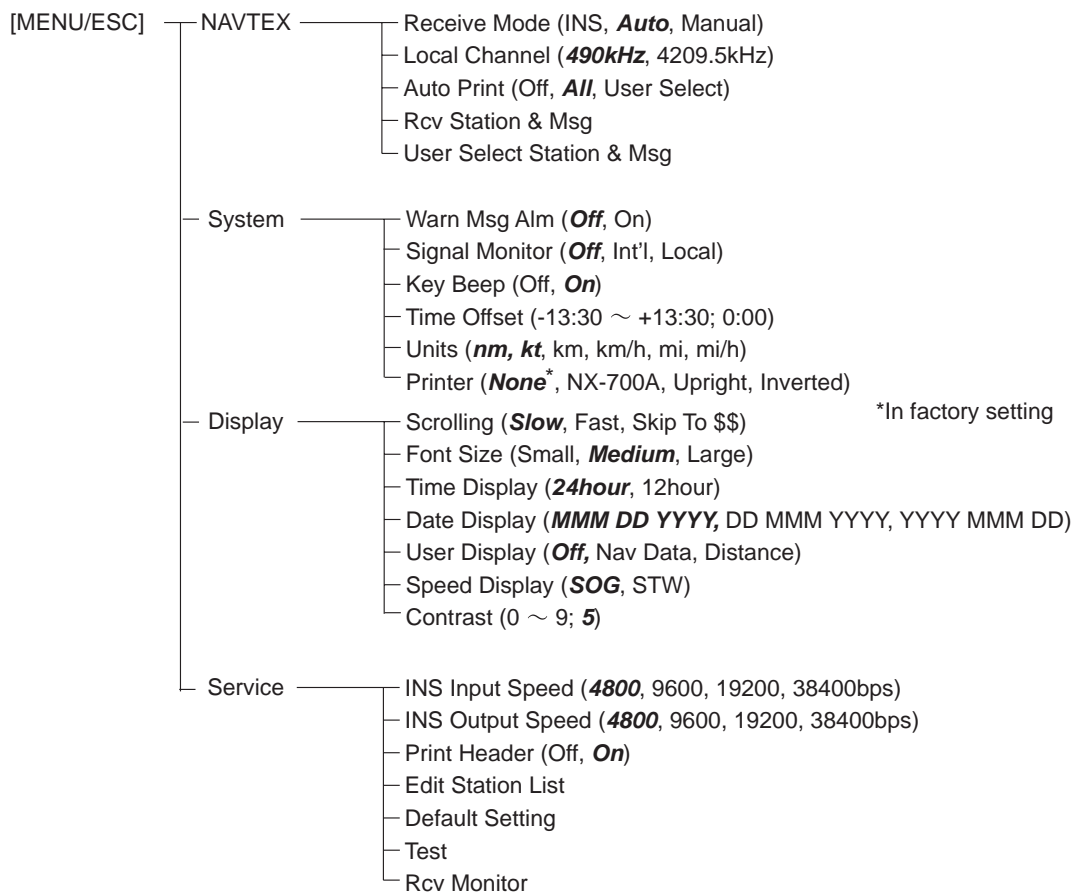 [MENU/ESC] NAVTEX Receive Mode (INS, Auto, Manual)
Local Channel (490kHz, 4209.5kHz)
Auto Print (Off, All, User Select)
Rcv Station & Msg
User Select Station & Msg
System Warn Msg Alm (Off, On)
Signal Monitor (Off, Int'l, Local)
Key Beep (Off, On)
Time Offset (-13:30 ～ +13:30; 0:00)
Units (nm, kt, km, km/h, mi, mi/h)
Printer (None*, NX-700A, Upright, Inverted)
*In factory setting
Display Scrolling (Slow, Fast, Skip To $$)
Font Size (Small, Medium, Large)
Time Display (24hour, 12hour)
Date Display (MMM DD YYYY, DD MMM YYYY, YYYY MMM DD)
User Display (Off, Nav Data, Distance)
Speed Display (SOG, STW)
Contrast (0 ～ 9; 5)
Service INS Input Speed (4800, 9600, 19200, 38400bps)
INS Output Speed (4800, 9600, 19200, 38400bps)
Print Header (Off, On)
Edit Station List
Default Setting
Test
Rcv Monitor